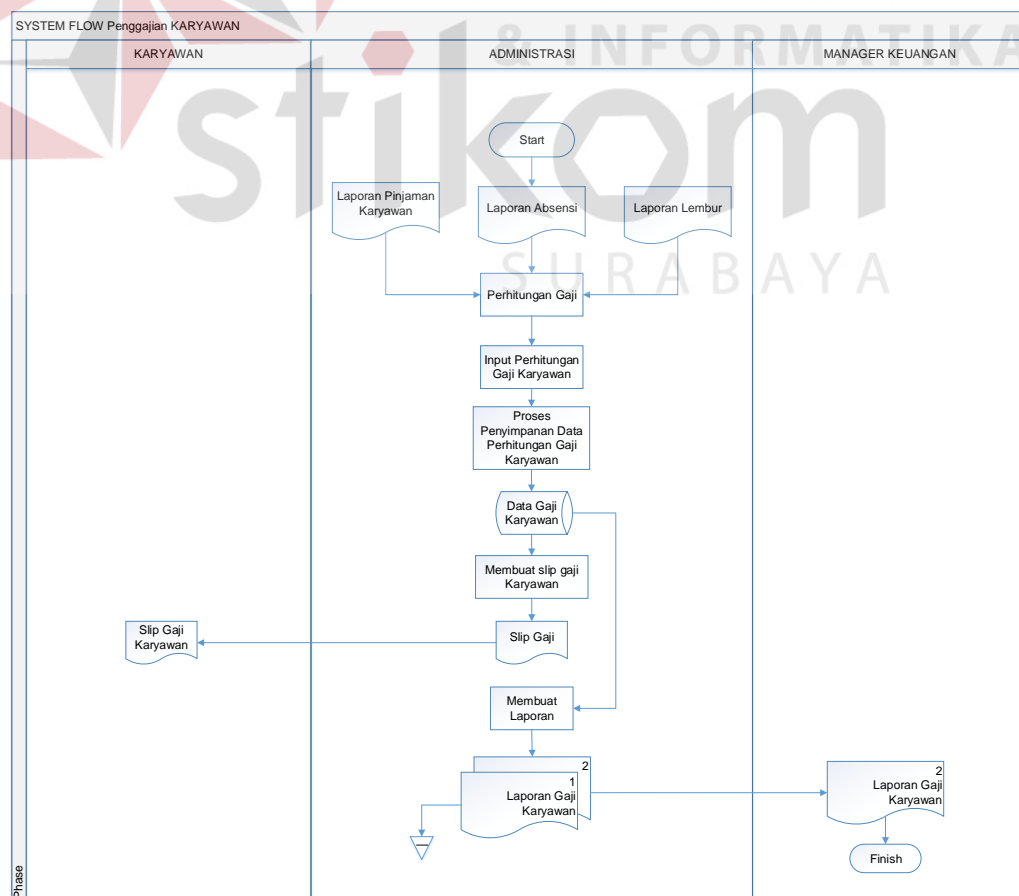 SYSTEM FLOW Penggajian KARYAWAN
KARYAWAN
ADMINISTRASI
MANAGER KEUANGAN
& INFORMATIKA
stikom
SURABAYA
Start
Laporan Pinjaman
Karyawan
Laporan Absensi
Laporan Lembur
Perhitungan Gaji
Input Perhitungan
Gaji Karyawan
Proses
Penyimpanan Data
Perhitungan Gaji
Karyawan
Data Gaji
Karyawan
Membuat slip gaji
Karyawan
Slip Gaji
Karyawan
Slip Gaji
Membuat
Laporan
2
1
Laporan Gaji
Karyawan
2
Laporan Gaji
Karyawan
Finish
Phase